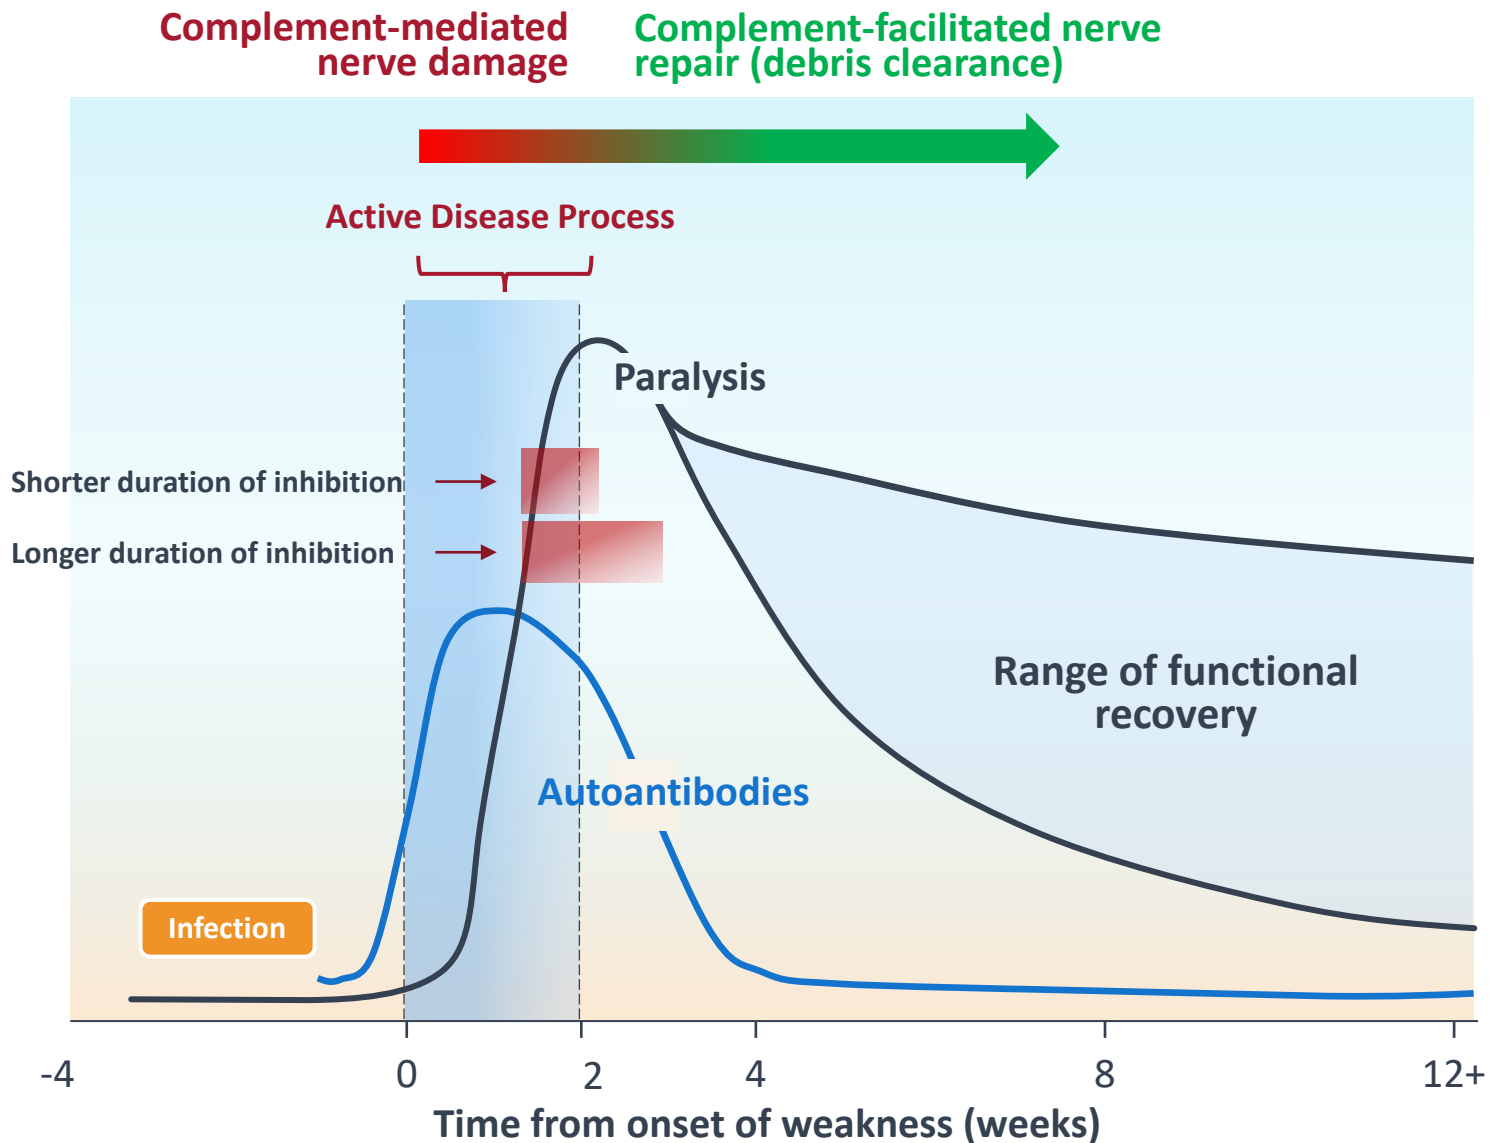 Complement-mediated
nerve damage
Complement-facilitated nerve
repair (debris clearance)
Active Disease Process
Paralysis
Shorter duration of inhibition
Longer duration of inhibition
Range of functional
recovery
Autoantibodies
Infection
-4
0
2
4
8
12+
Time from onset of weakness (weeks)